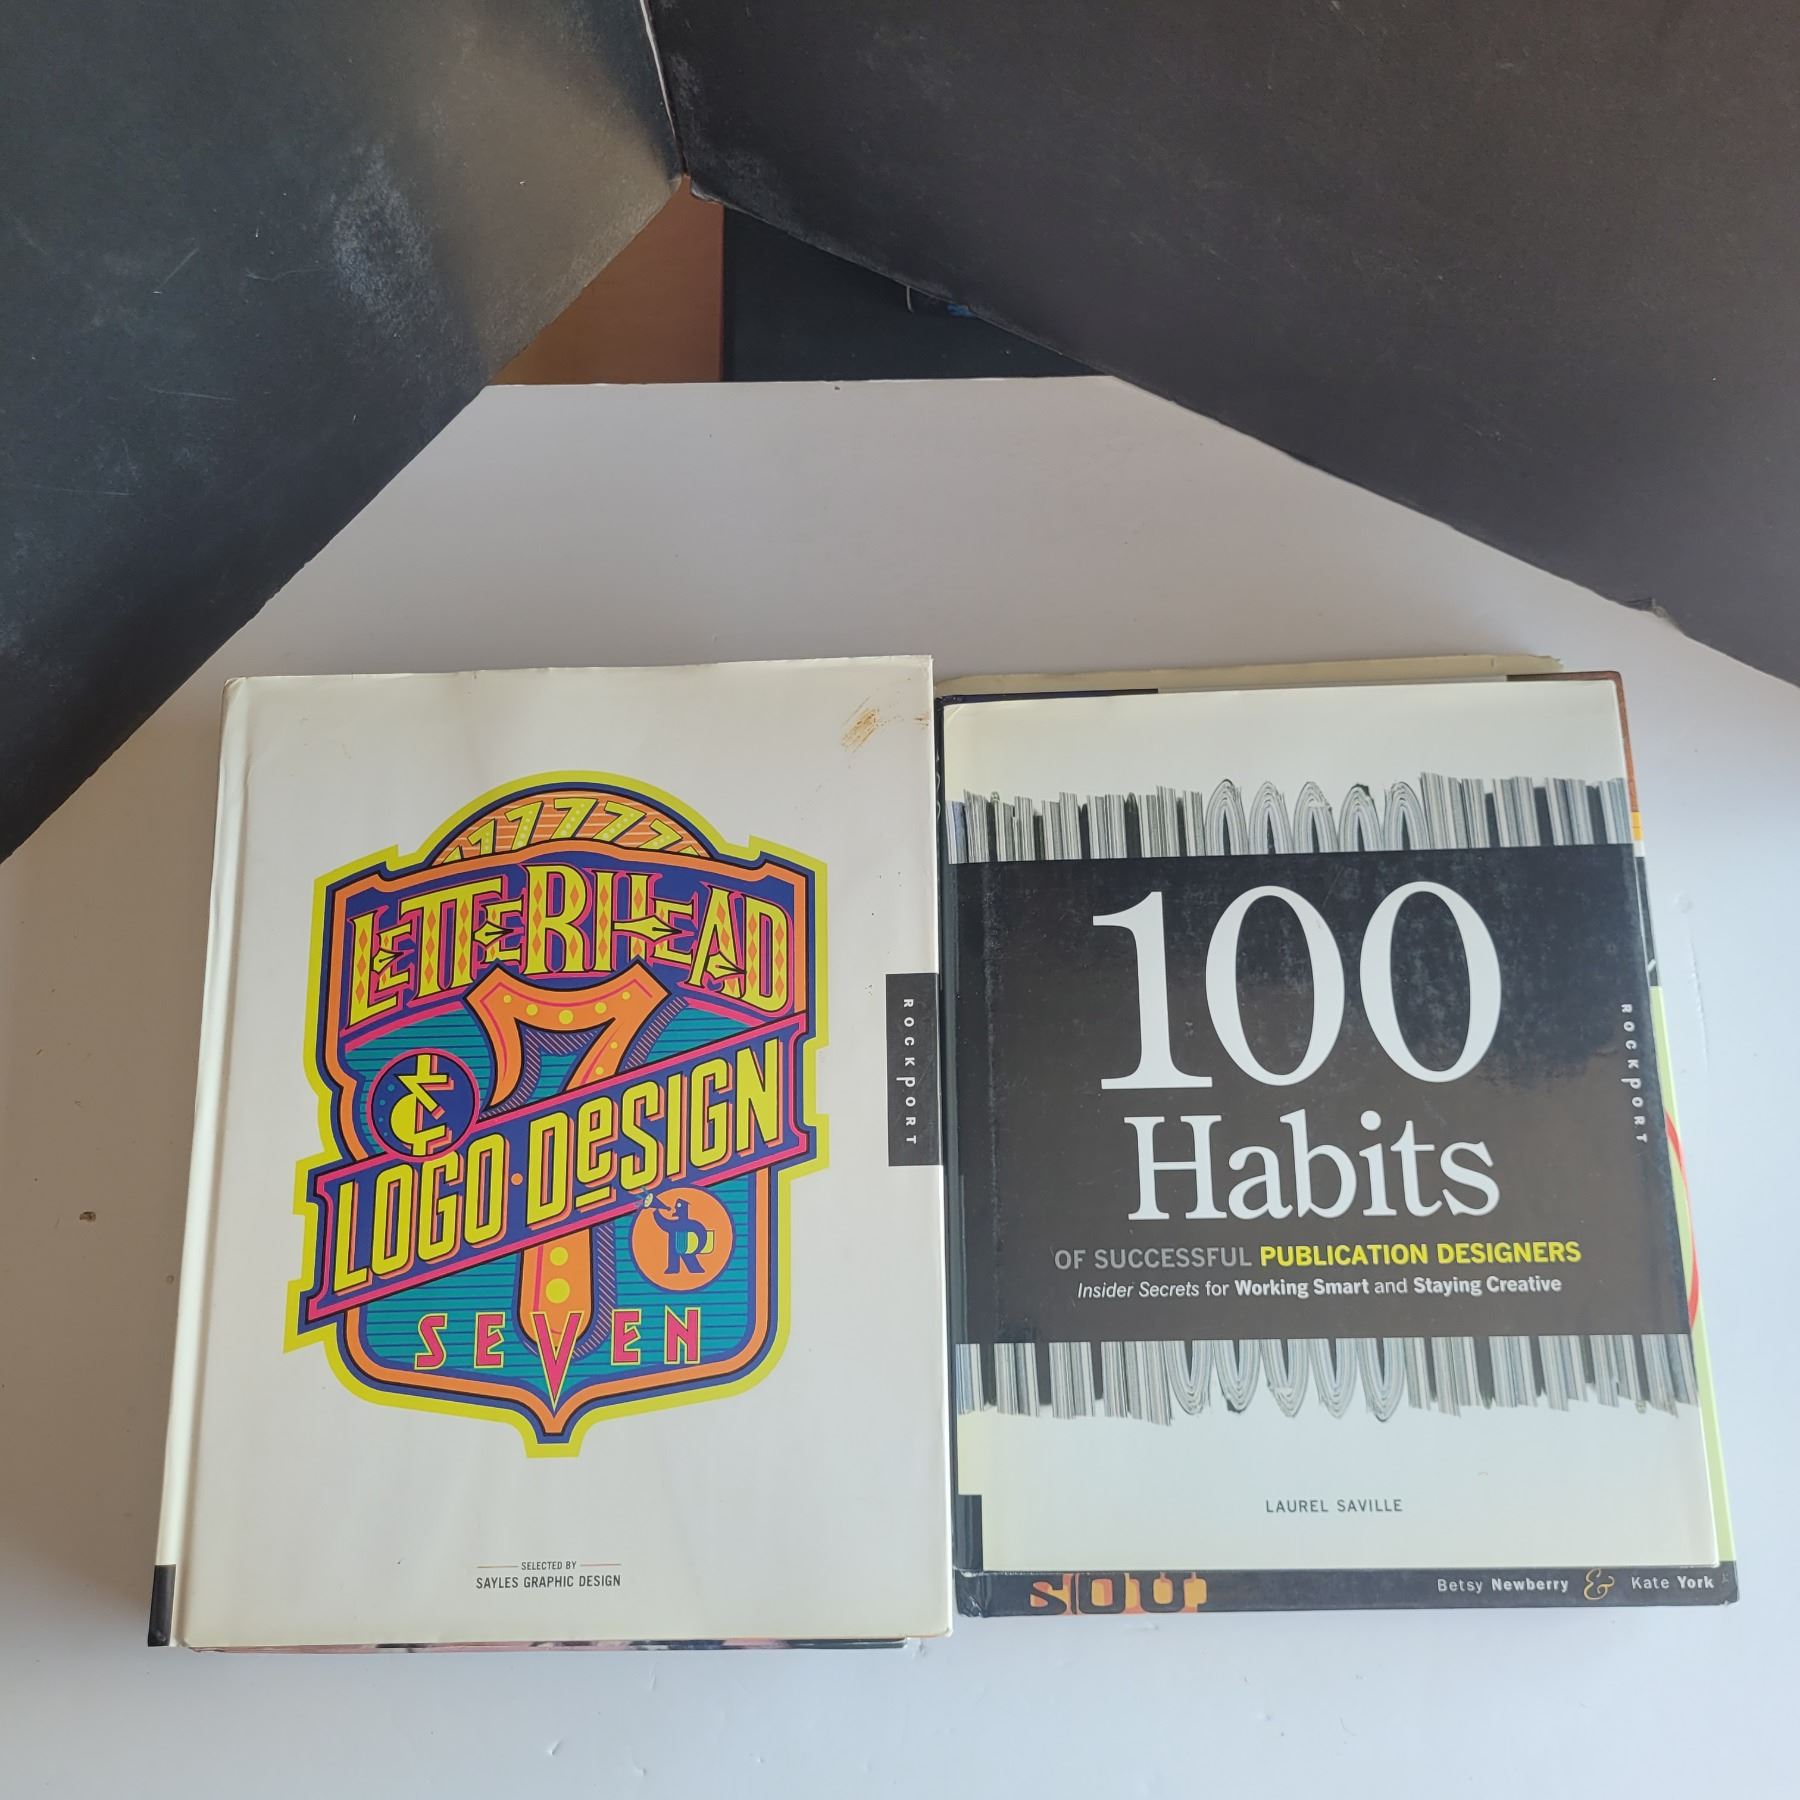 LETTERHEAD
7
&
LOGO·DESIGN
R
SEVEN
ROCKPORT
SELECTED BY
SAYLES GRAPHIC DESIGN
100
Habits
OF SUCCESSFUL PUBLICATION DESIGNERS
Insider Secrets for Working Smart and Staying Creative
ROCKPORT
LAUREL SAVILLE
Betsy Newberry & Kate York